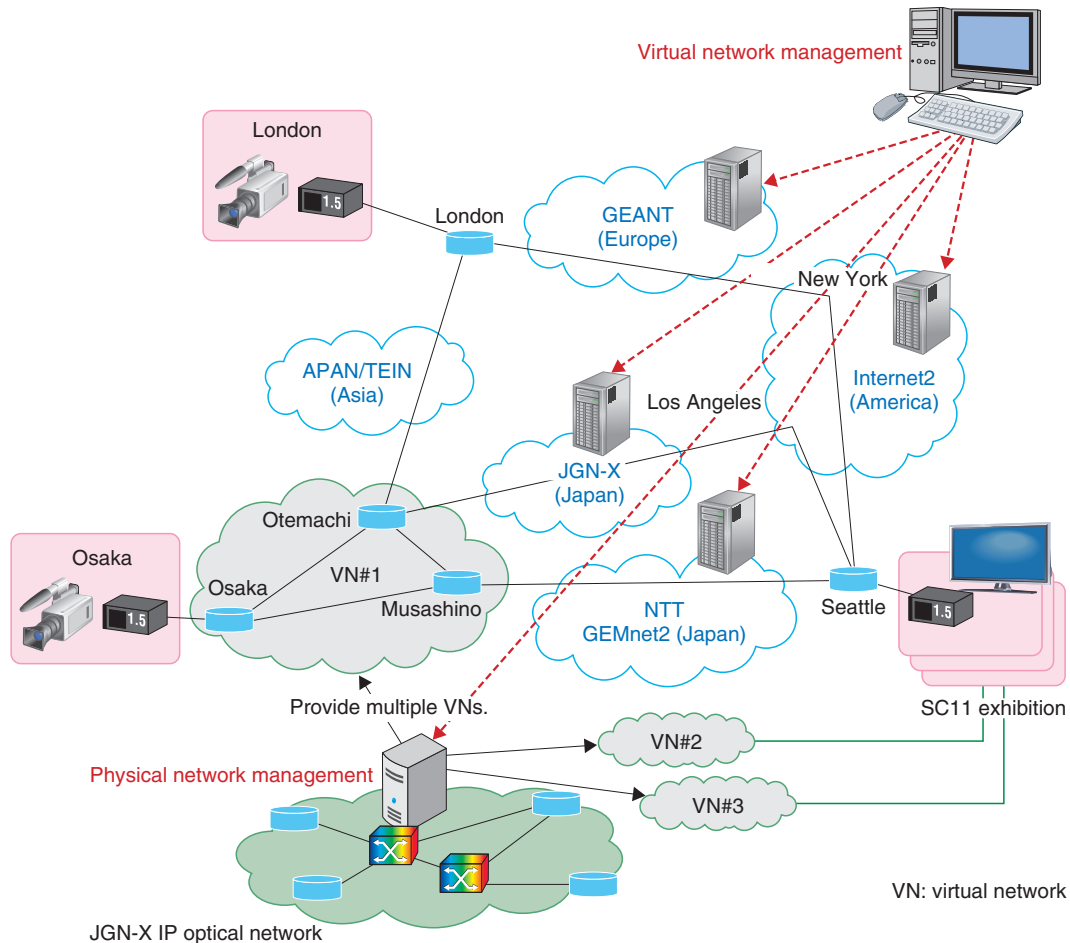 Virtual network management
London
1.5
London
GEANT
(Europe)
New York
APAN/TEIN
(Asia)
Internet2
(America)
Los Angeles
JGN-X
(Japan)
Otemachi
Osaka
1.5
Osaka
VN#1
Musashino
NTT
GEMnet2 (Japan)
Seattle
1.5
SC11 exhibition
Provide multiple VNs.
VN#2
Physical network management
VN#3
VN: virtual network
JGN-X IP optical network